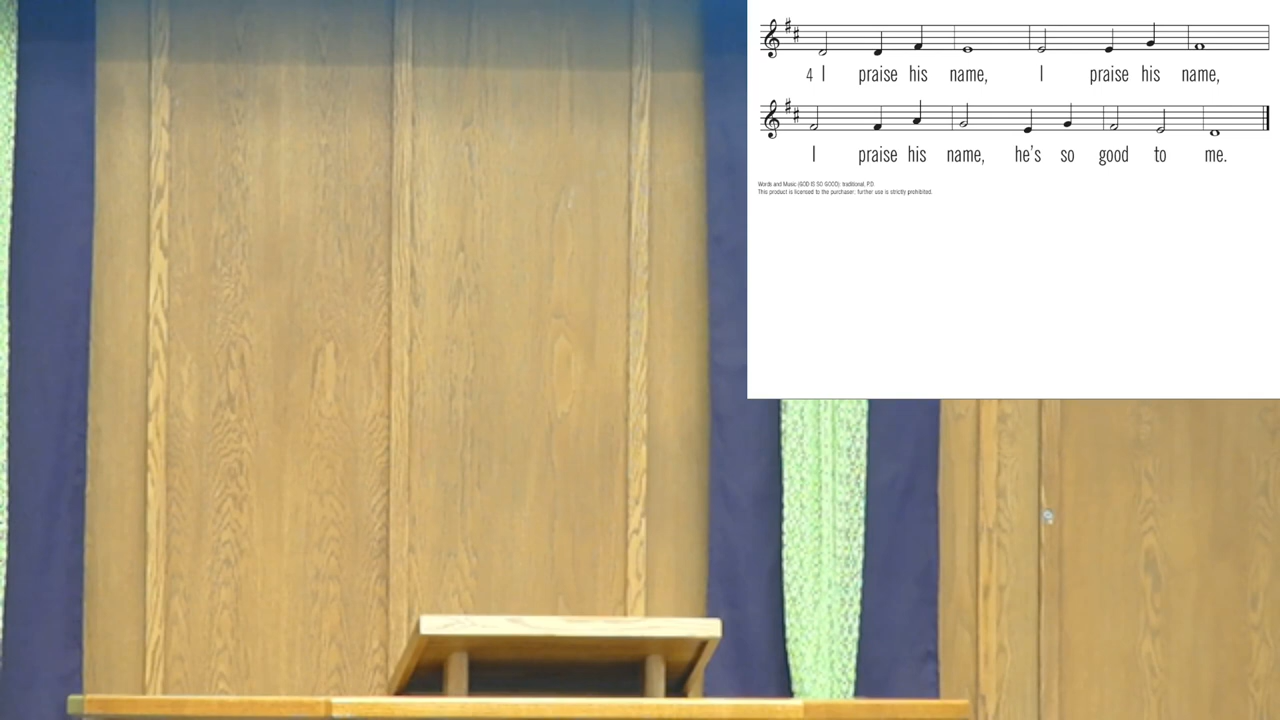 4 I praise his name, I praise his name,
I praise his name, he's so good to me.
Words and Music (GOD IS SO GOOD): traditional, P.D.
This product is licensed to the purchaser; further use is strictly prohibited.